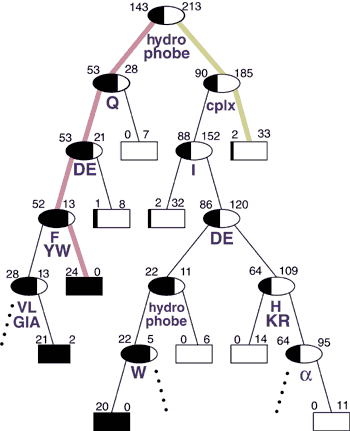 143 213
hydro
phobe
53 28 90 185
Q cplx
53 21 0 7 88 152 2 33
DE I
52 13 1 8 2 32 86 120
F DE
YW
28 13 24 0 22 11 64 109
VL hydro H
GIA phobe KR
21 2 22 5 0 6 0 14 64 95
W α
20 0 0 11